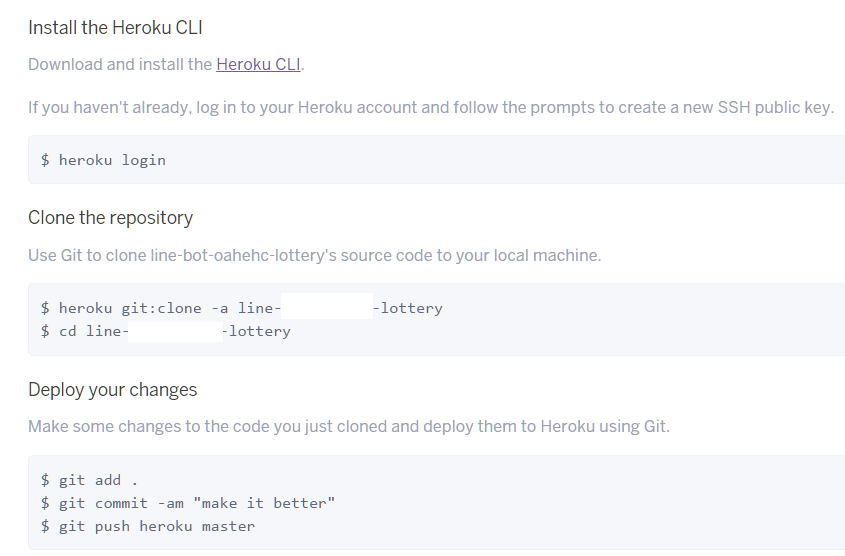 Install the Heroku CLI
Download and install the Heroku CLI.
If you haven't already, log in to your Heroku account and follow the prompts to create a new SSH public key.
$ heroku login
Clone the repository
Use Git to clone line-bot-oahehc-lottery's source code to your local machine.
$ heroku git:clone -a line- -lottery
$ cd line- -lottery
Deploy your changes
Make some changes to the code you just cloned and deploy them to Heroku using Git.
$ git add .
$ git commit -am "make it better"
$ git push heroku master